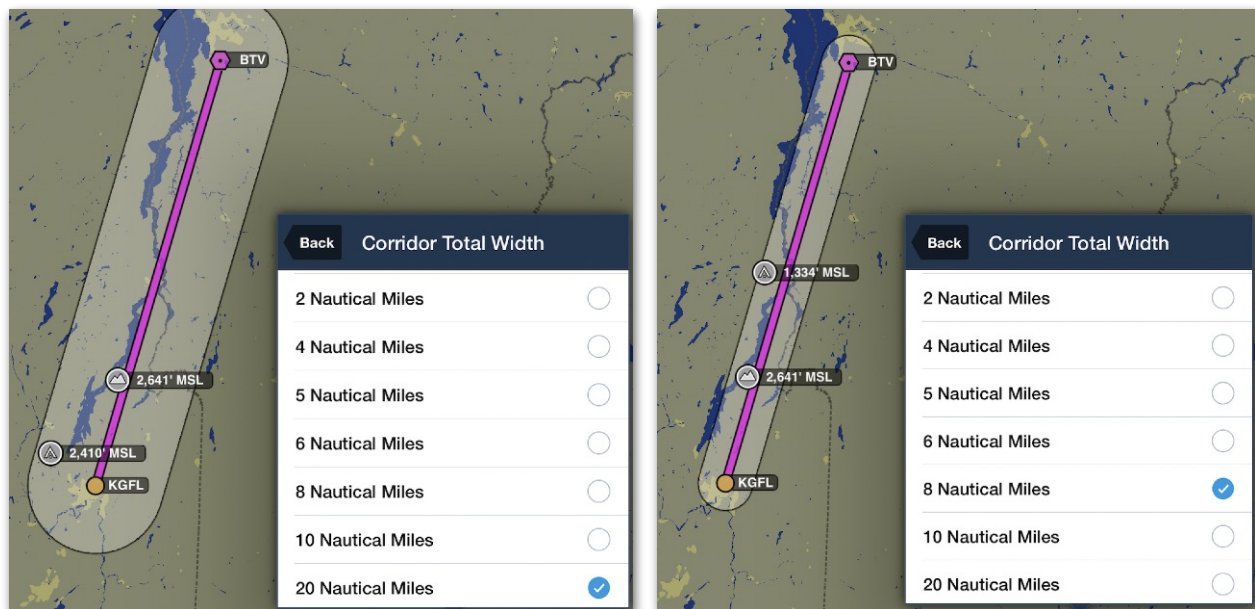 BTV
2,641' MSL
2,410' MSL
KGFL
Back
Corridor Total Width
2 Nautical Miles
4 Nautical Miles
5 Nautical Miles
6 Nautical Miles
8 Nautical Miles
10 Nautical Miles
20 Nautical Miles
BTV
1,334' MSL
2,641' MSL
KGFL
Back
Corridor Total Width
2 Nautical Miles
4 Nautical Miles
5 Nautical Miles
6 Nautical Miles
8 Nautical Miles
10 Nautical Miles
20 Nautical Miles